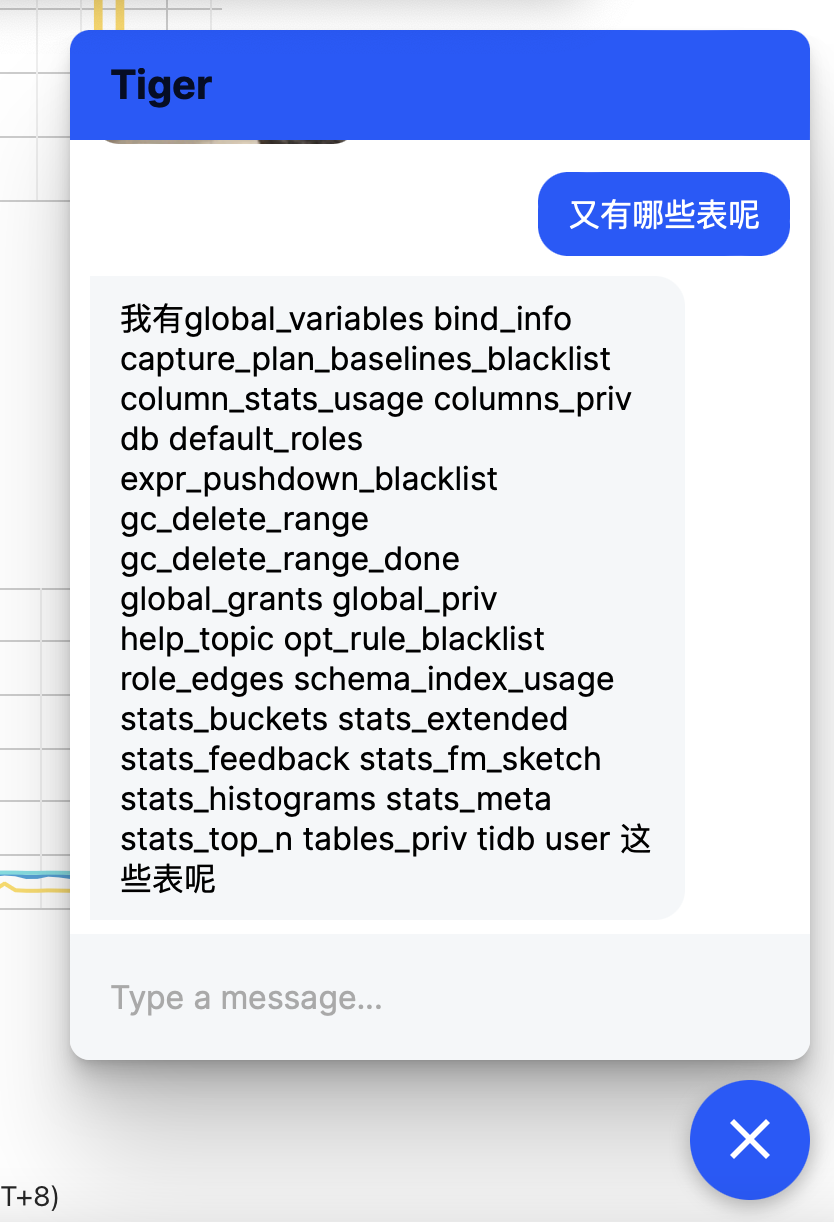 Tiger
又有哪些表呢
我有global_variables bind_info
capture_plan_baselines_blacklist
column_stats_usage columns_priv
db default_roles
expr_pushdown_blacklist
gc_delete_range
gc_delete_range_done
global_grants global_priv
help_topic opt_rule_blacklist
role_edges schema_index_usage
stats_buckets stats_extended
stats_feedback stats_fm_sketch
stats_histograms stats_meta
stats_top_n tables_priv tidb user 这
些表呢
Type a message...
T+8)